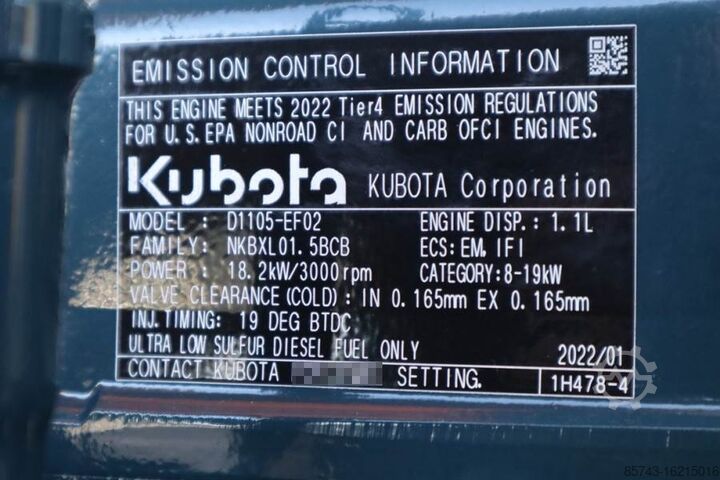 EMISSION CONTROL INFORMATION
THIS ENGINE MEETS 2022 Tier4 EMISSION REGULATIONS
FOR U.S.EPA NONROAD CI AND CARB OFCI ENGINES.
Kubota KUBOTA Corporation
MODEL : D1105-EF02 ENGINE DISP.: 1.1L
FAMILY: NKBXL01.5BCB ECS:EM,IFI
POWER : 18.2kW/3000rpm CATEGORY:8-19kW
VALVE CLEARANCE(COLD): IN 0.165mm EX 0.165mm
INJ.TIMING: 19 DEG BTDC
ULTRA LOW SULFUR DIESEL FUEL ONLY 2022/01
CONTACT KUBOTA SETTING. 1H478-4
85743-16215016